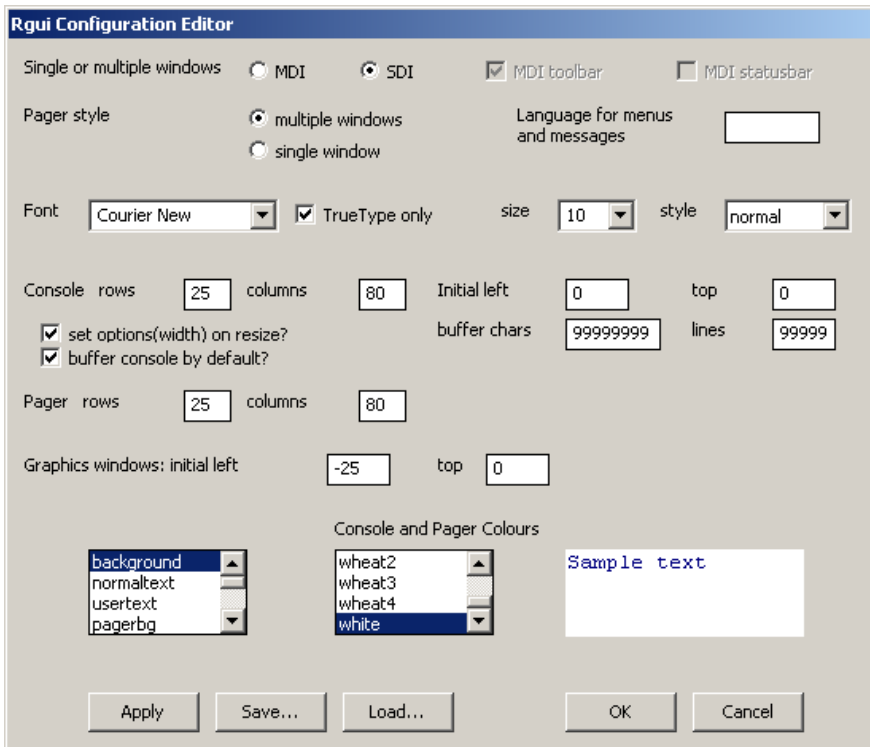 Rgui Configuration Editor
Single or multiple windows MDI SDI MDI toolbar MDI statusbar
Pager style multiple windows Language for menus
and messages
single window
Font Courier New TrueType only size 10 style normal
Console rows 25 columns 80 Initial left 0 top 0
set options(width) on resize? buffer chars 99999999 lines 99999
buffer console by default?
Pager rows 25 columns 80
Graphics windows: initial left -25 top 0
Console and Pager Colours
background wheat2 Sample text
normaltext wheat3
usertext wheat4
pagerbg white
Apply Save... Load... OK Cancel